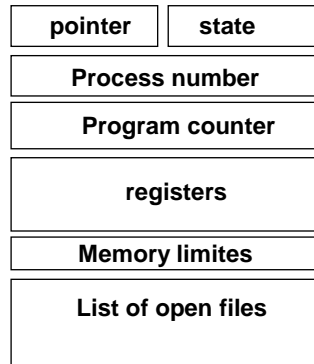 pointer state
Process number
Program counter
registers
Memory limites
List of open files